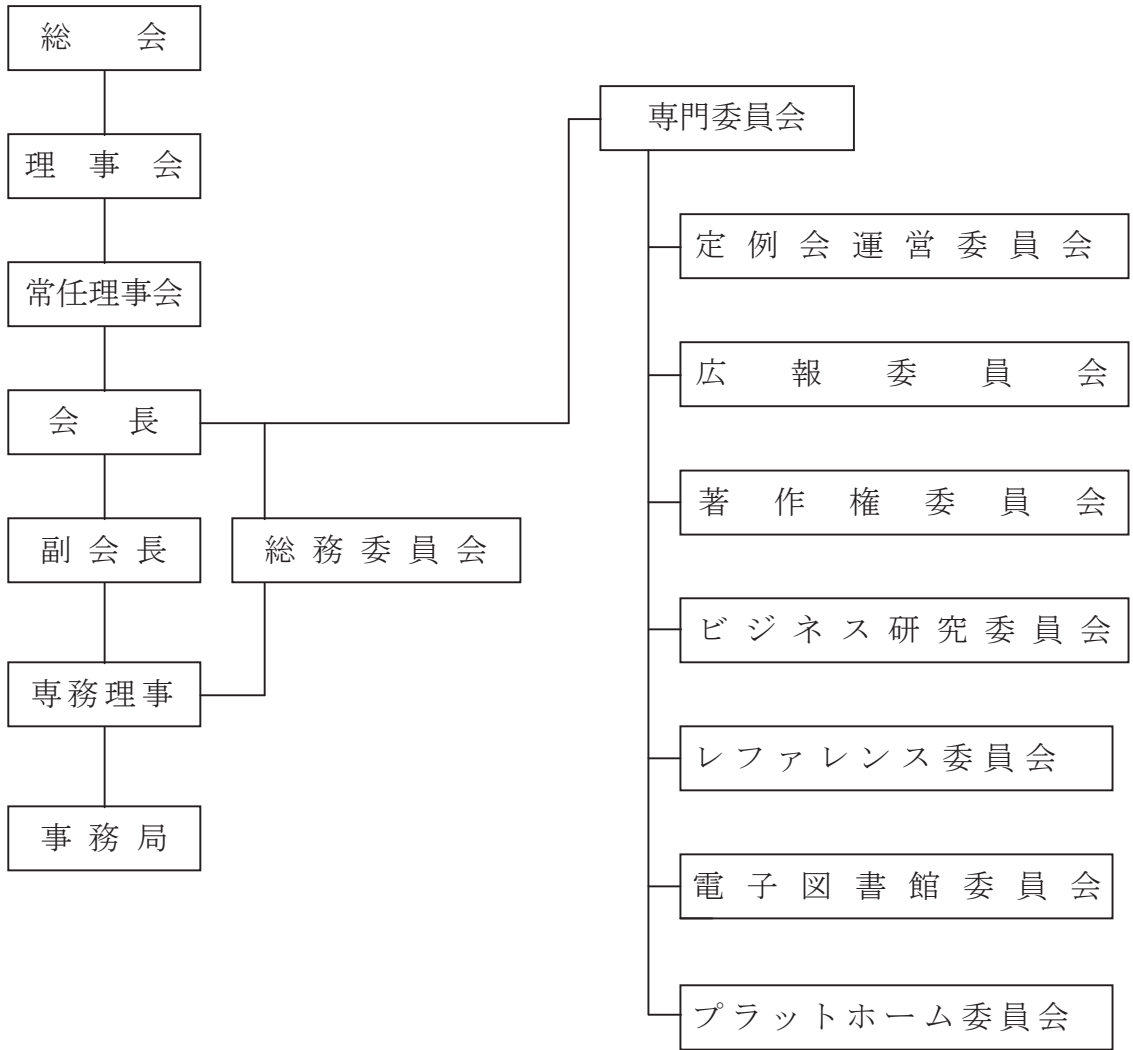 総会
理事会
常任理事会
会長
副会長
総務委員会
専務理事
事務局
専門委員会
定例会運営委員会
広報委員会
著作権委員会
ビジネス研究委員会
レファレンス委員会
電子図書館委員会
プラットホーム委員会